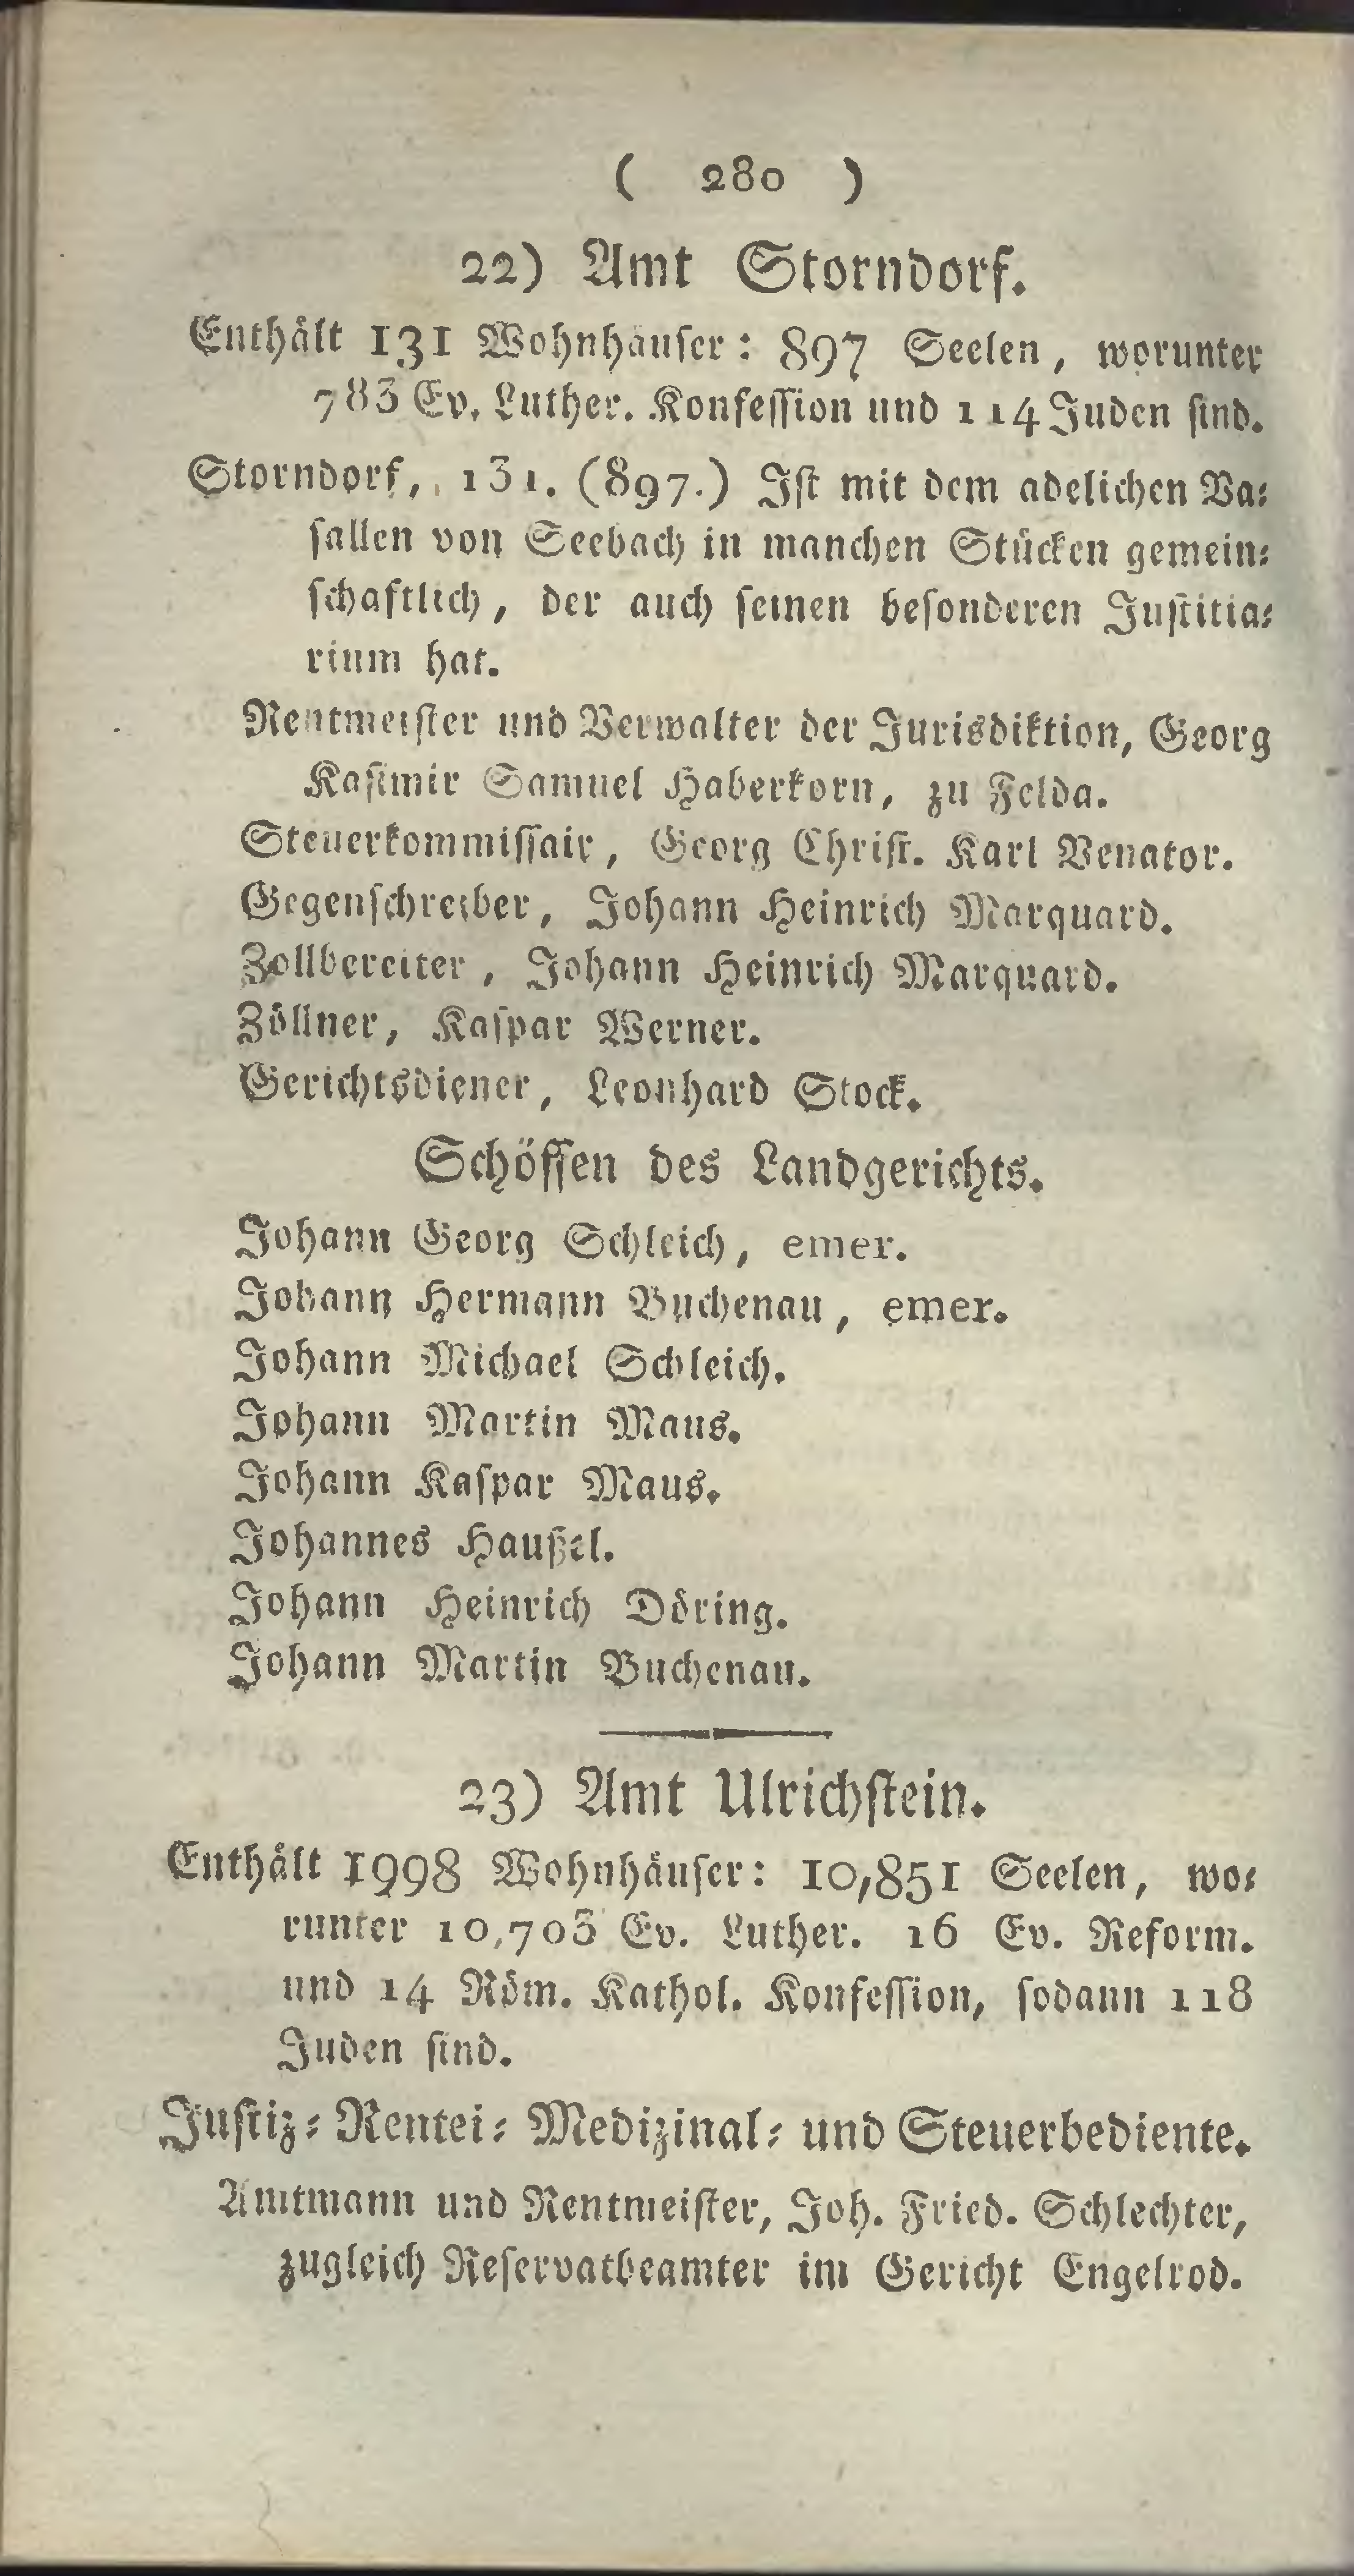 ( 280 )
22) Amt Storndorf.
Enthält 131 Wohnhäuser: 897 Seelen, worunter
783 Ev. Luther. Konfession und 114 Juden sind.
Storndorf, 131. (897.) Ist mit dem adelichen Va-
sallen von Seebach in manchen Stücken gemein-
schaftlich, der auch seinen besonderen Justitia-
rium hat.
Rentmeister und Verwalter der Jurisdiktion, Georg
Kasimir Samuel Haberkorn, zu Felda.
Steuerkommissair, Georg Christ. Karl Venator.
Gegenschreiber, Johann Heinrich Marquard.
Zollbereiter, Johann Heinrich Marquard.
Zöllner, Kaspar Werner.
Gerichtsdiener, Leonhard Stock.
Schöffen des Landgerichts.
Johann Georg Schleich, emer.
Johann Hermann Buchenau, emer.
Johann Michael Schleich.
Johann Martin Maus.
Johann Kaspar Maus.
Johannes Haußel.
Johann Heinrich Döring.
Johann Martin Buchenau.
23) Amt Ulrichstein.
Enthält 1998 Wohnhäuser: 10,851 Seelen, wo-
runter 10,703 Ev. Luther. 16 Ev. Reform.
und 14 Röm. Kathol. Konfession, sodann 118
Juden sind.
Justiz- Rentei- Medizinal- und Steuerbediente.
Amtmann und Rentmeister, Joh. Fried. Schlechter,
zugleich Reservatbeamter im Gericht Engelrod.